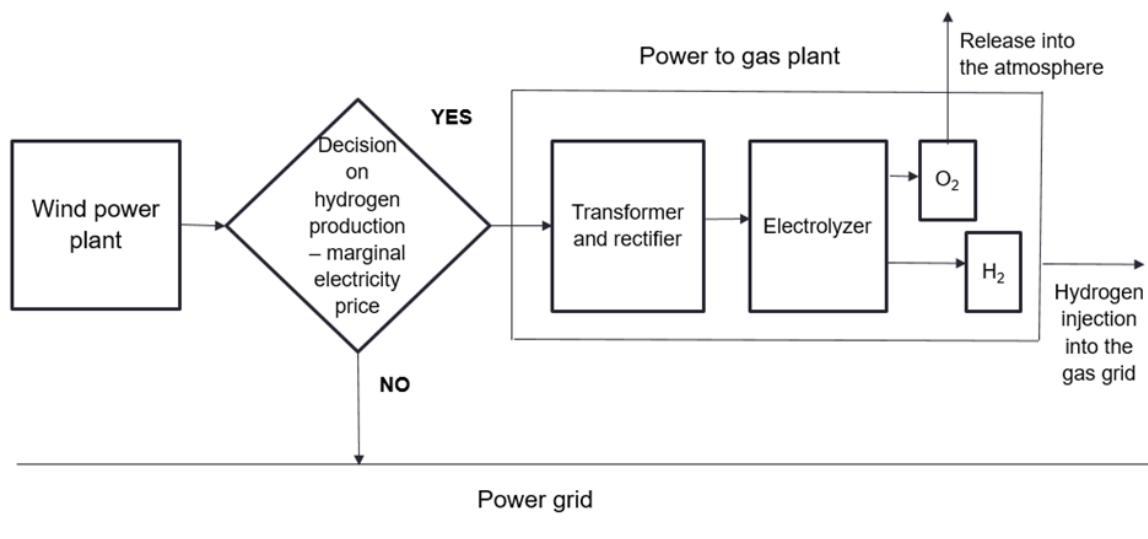 Wind power
plant
Decision
on
hydrogen
production
– marginal
electricity
price
YES
NO
Power to gas plant
Transformer
and rectifier
Electrolyzer
O₂
H₂
Release into
the atmosphere
Hydrogen
injection
into the
gas grid
Power grid